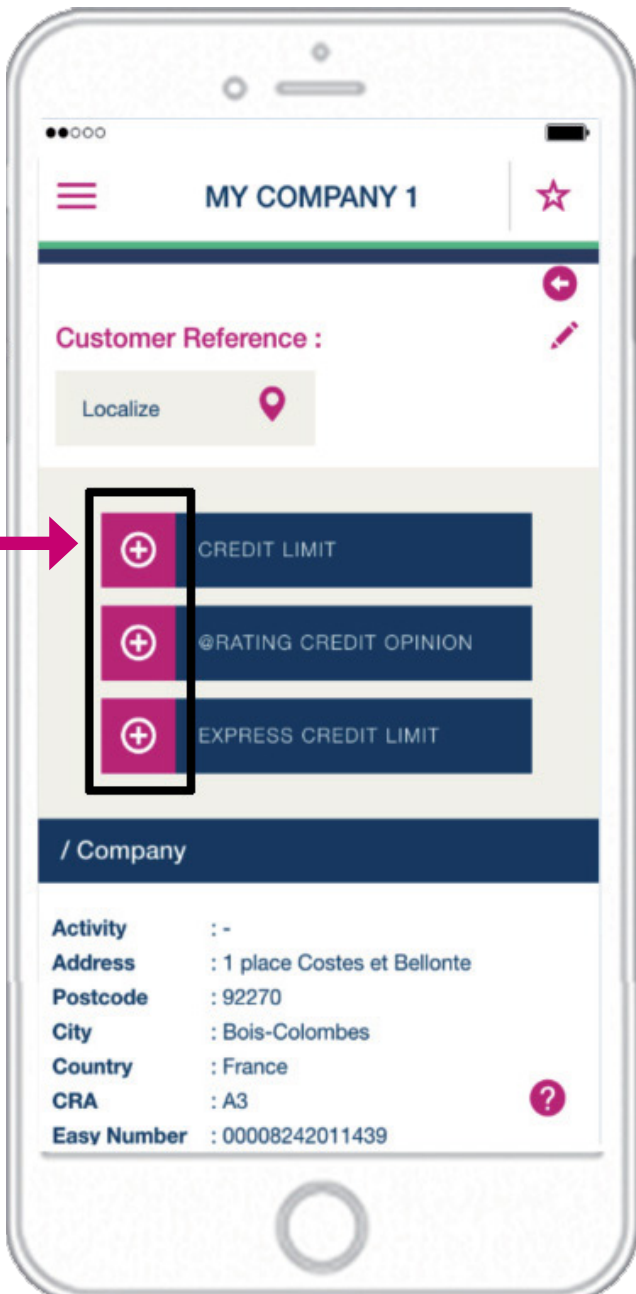 MY COMPANY 1
Customer Reference :
Localize
CREDIT LIMIT
@RATING CREDIT OPINION
EXPRESS CREDIT LIMIT
/ Company
Activity : -
Address : 1 place Costes et Bellonte
Postcode : 92270
City : Bois-Colombes
Country : France
CRA : A3
?
Easy Number : 00008242011439